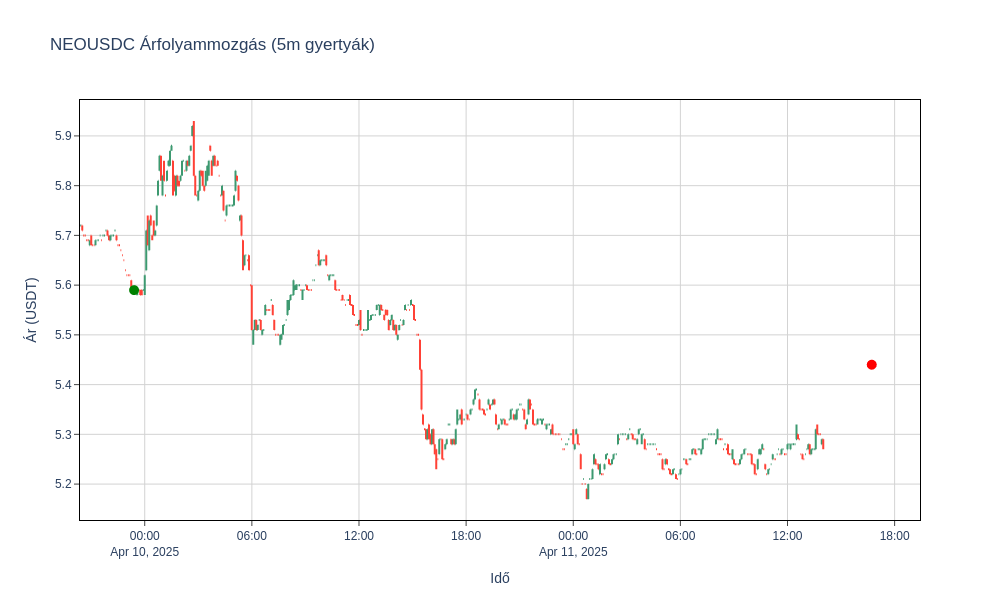 NEOUSDC Árfolyammozgás (5m gyertyák)
Ár (USDT)
5.9
5.8
5.7
5.6
5.5
5.4
5.3
5.2
00:00 06:00 12:00 18:00 00:00 06:00 12:00 18:00
Apr 10, 2025 Apr 11, 2025
Idő